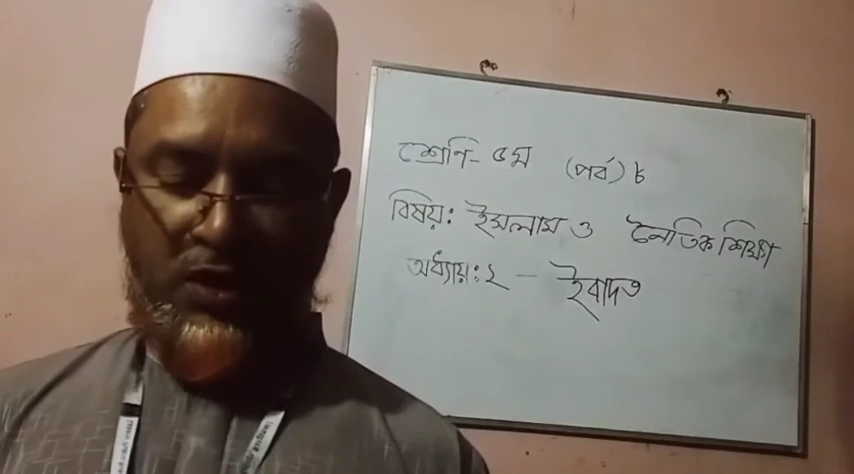 শ্রেণি- ৫ম (পর্ব) ৮
বিষয়: ইসলাম ও নৈতিক শিক্ষা
অধ্যায়: ২ - ইবাদত